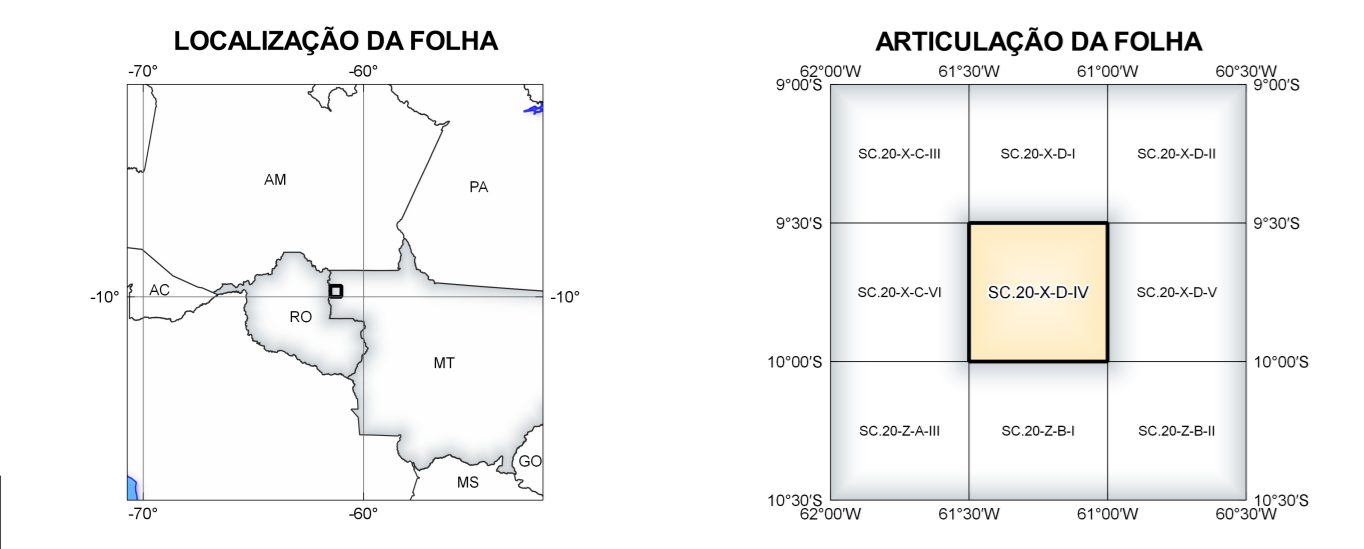 LOCALIZAÇÃO DA FOLHA
-70° -60°
AM
PA
AC
-10° -10°
RO
MT
GO
MS
-70° -60°
ARTICULAÇÃO DA FOLHA
62°00'W 61°30'W 61°00'W 60°30'W
9°00'S 9°00'S
SC.20-X-C-III SC.20-X-D-I SC.20-X-D-II
9°30'S 9°30'S
SC.20-X-C-VI SC.20-X-D-IV SC.20-X-D-V
10°00'S 10°00'S
SC.20-Z-A-III SC.20-Z-B-I SC.20-Z-B-II
10°30'S 10°30'S
62°00'W 61°30'W 61°00'W 60°30'W